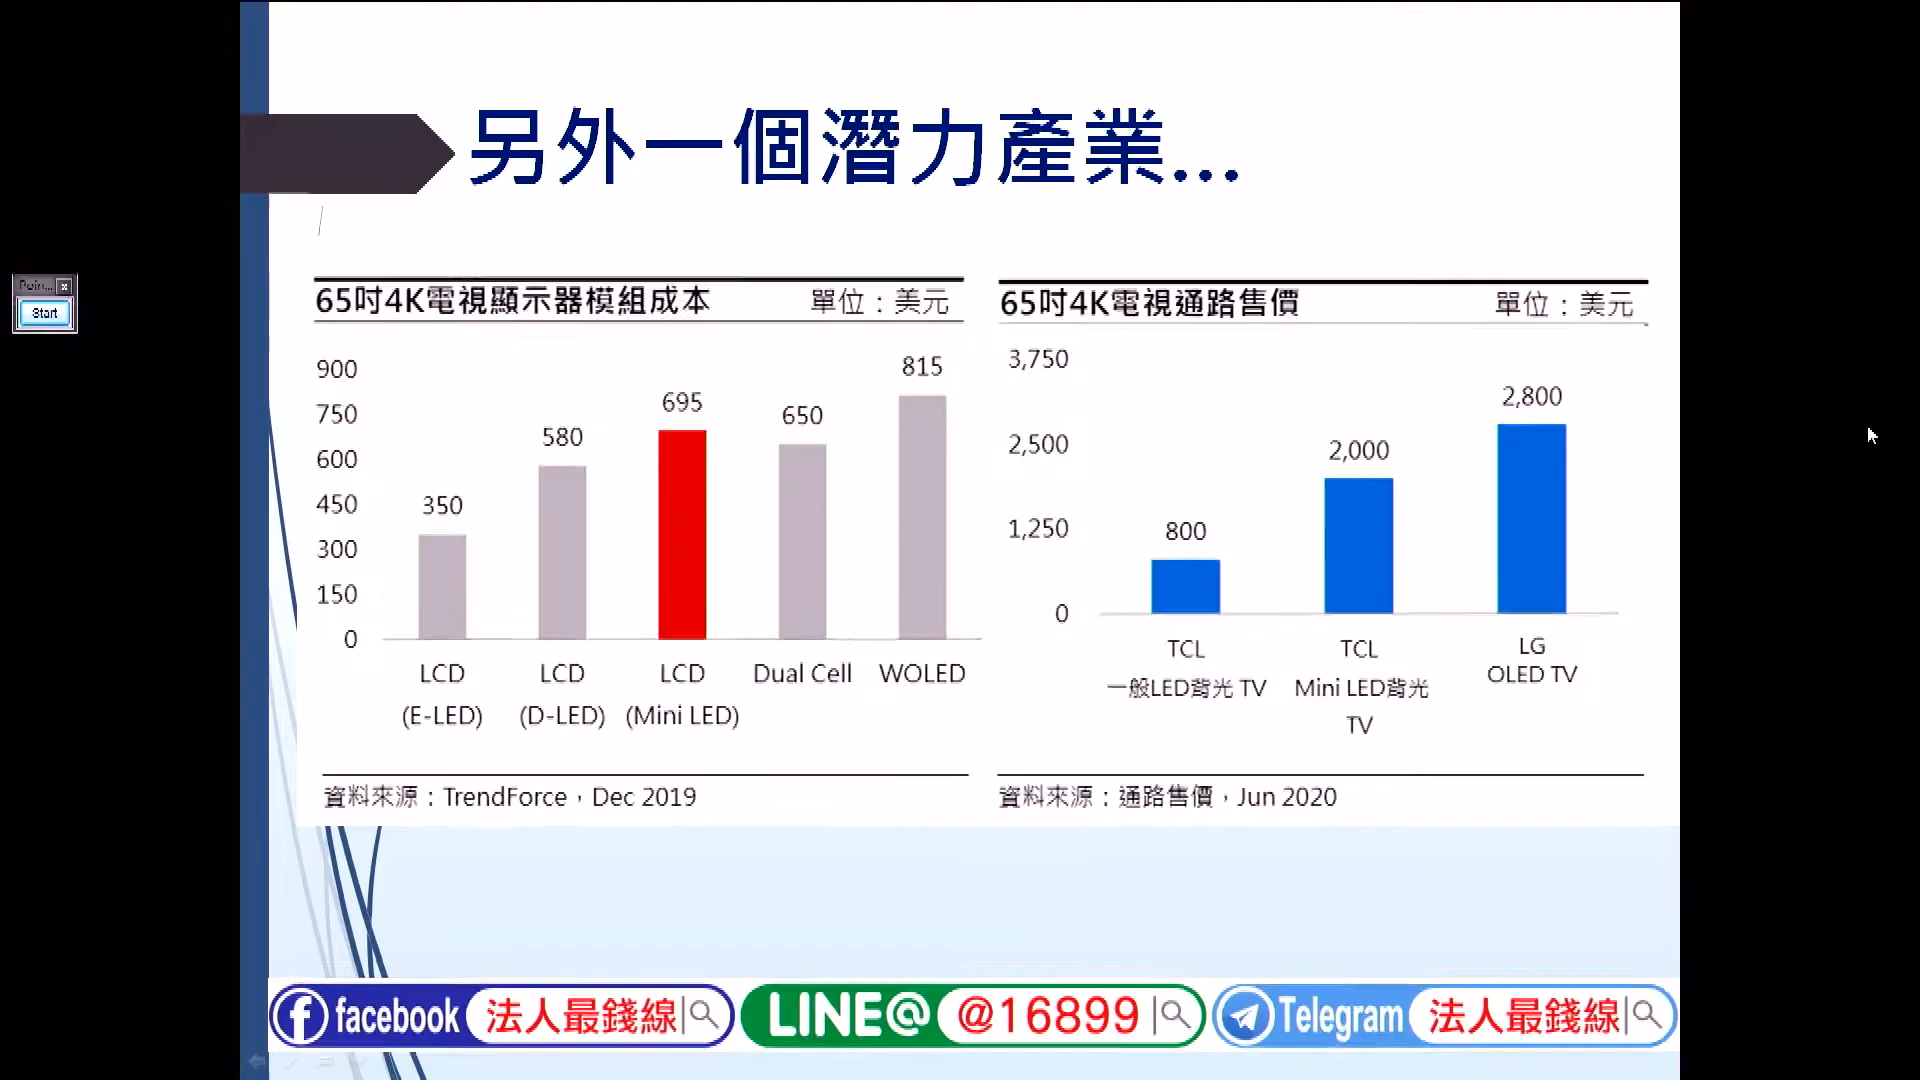 另外一個潛力產業...
Poin...
Start
65吋4K電視顯示器模組成本 單位：美元
900
750
600
450
300
150
0
350
580
695
650
815
LCD
(E-LED)
LCD
(D-LED)
LCD
(Mini LED)
Dual Cell
WOLED
資料來源：TrendForce，Dec 2019
65吋4K電視通路售價 單位：美元
3,750
2,500
1,250
0
800
2,000
2,800
TCL
一般LED背光 TV
TCL
Mini LED背光
TV
LG
OLED TV
資料來源：通路售價，Jun 2020
facebook 法人最錢線
LINE@ @16899
Telegram 法人最錢線